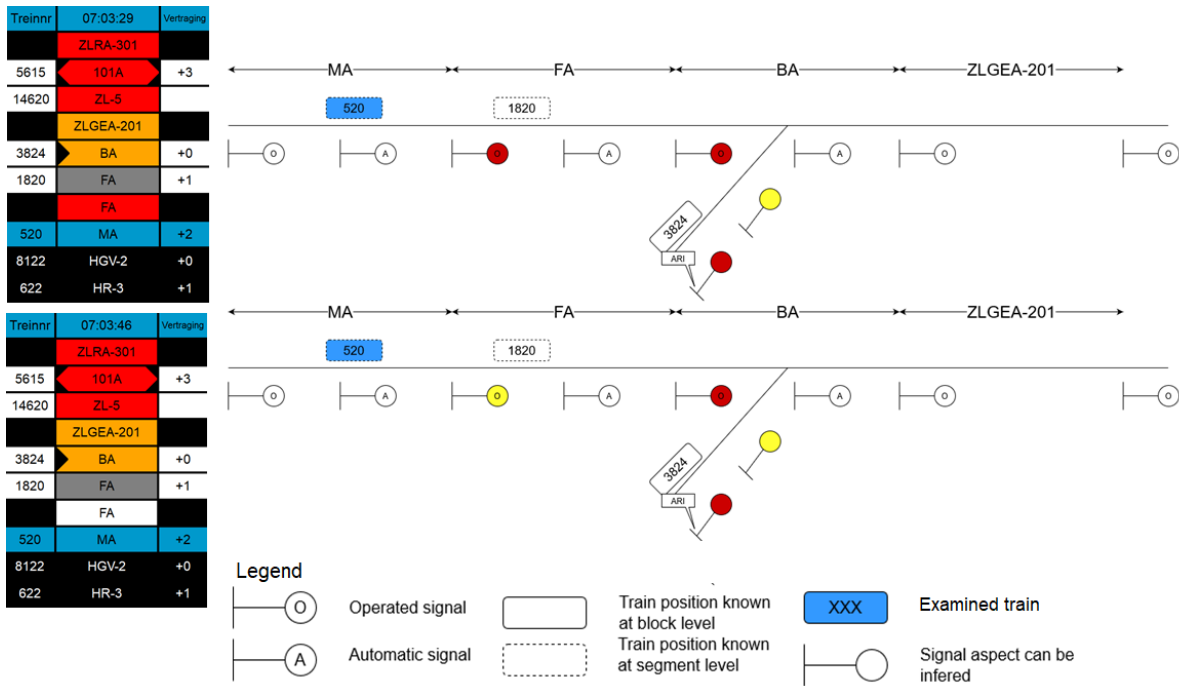 Treinnr 07:03:29 Vertraging
ZLRA-301
5615 101A +3
14620 ZL-5
ZLGEA-201
3824 BA +0
1820 FA +1
FA
520 MA +2
8122 HGV-2 +0
622 HR-3 +1
MA FA BA ZLGEA-201
520 1820
O A O A O A O O
3824
ARI
Treinnr 07:03:46 Vertraging
ZLRA-301
5615 101A +3
14620 ZL-5
ZLGEA-201
3824 BA +0
1820 FA +1
FA
520 MA +2
8122 HGV-2 +0
622 HR-3 +1
MA FA BA ZLGEA-201
520 1820
O A O A O A O O
3824
ARI
Legend
O Operated signal
A Automatic signal
Train position known
at block level
Train position known
at segment level
XXX Examined train
Signal aspect can be
infered